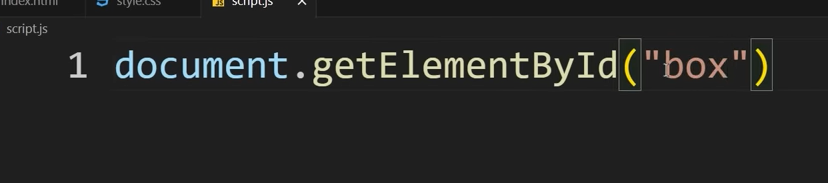 index.html style.css script.js
script.js
1 document.getElementById("box")